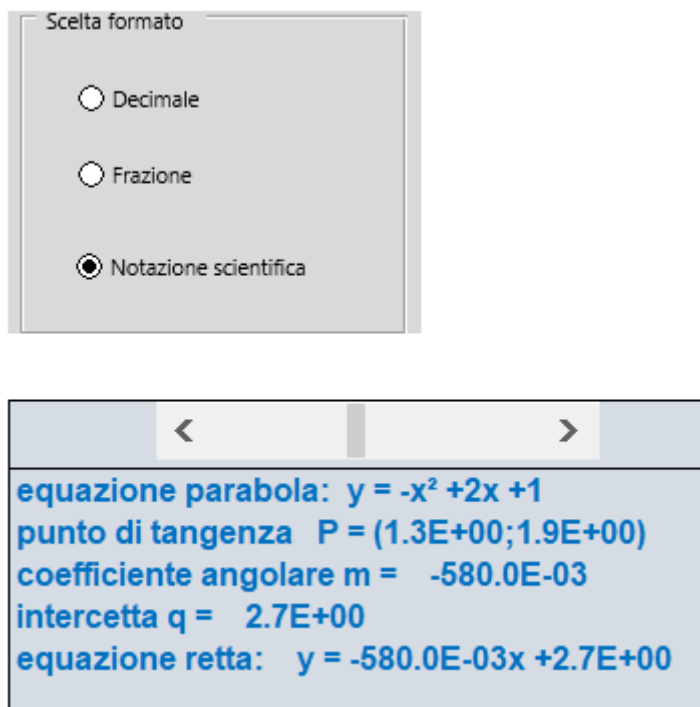 Scelta formato
Decimale
Frazione
Notazione scientifica
equazione parabola: y = -x² +2x +1
punto di tangenza P = (1.3E+00;1.9E+00)
coefficiente angolare m = -580.0E-03
intercetta q = 2.7E+00
equazione retta: y = -580.0E-03x +2.7E+00